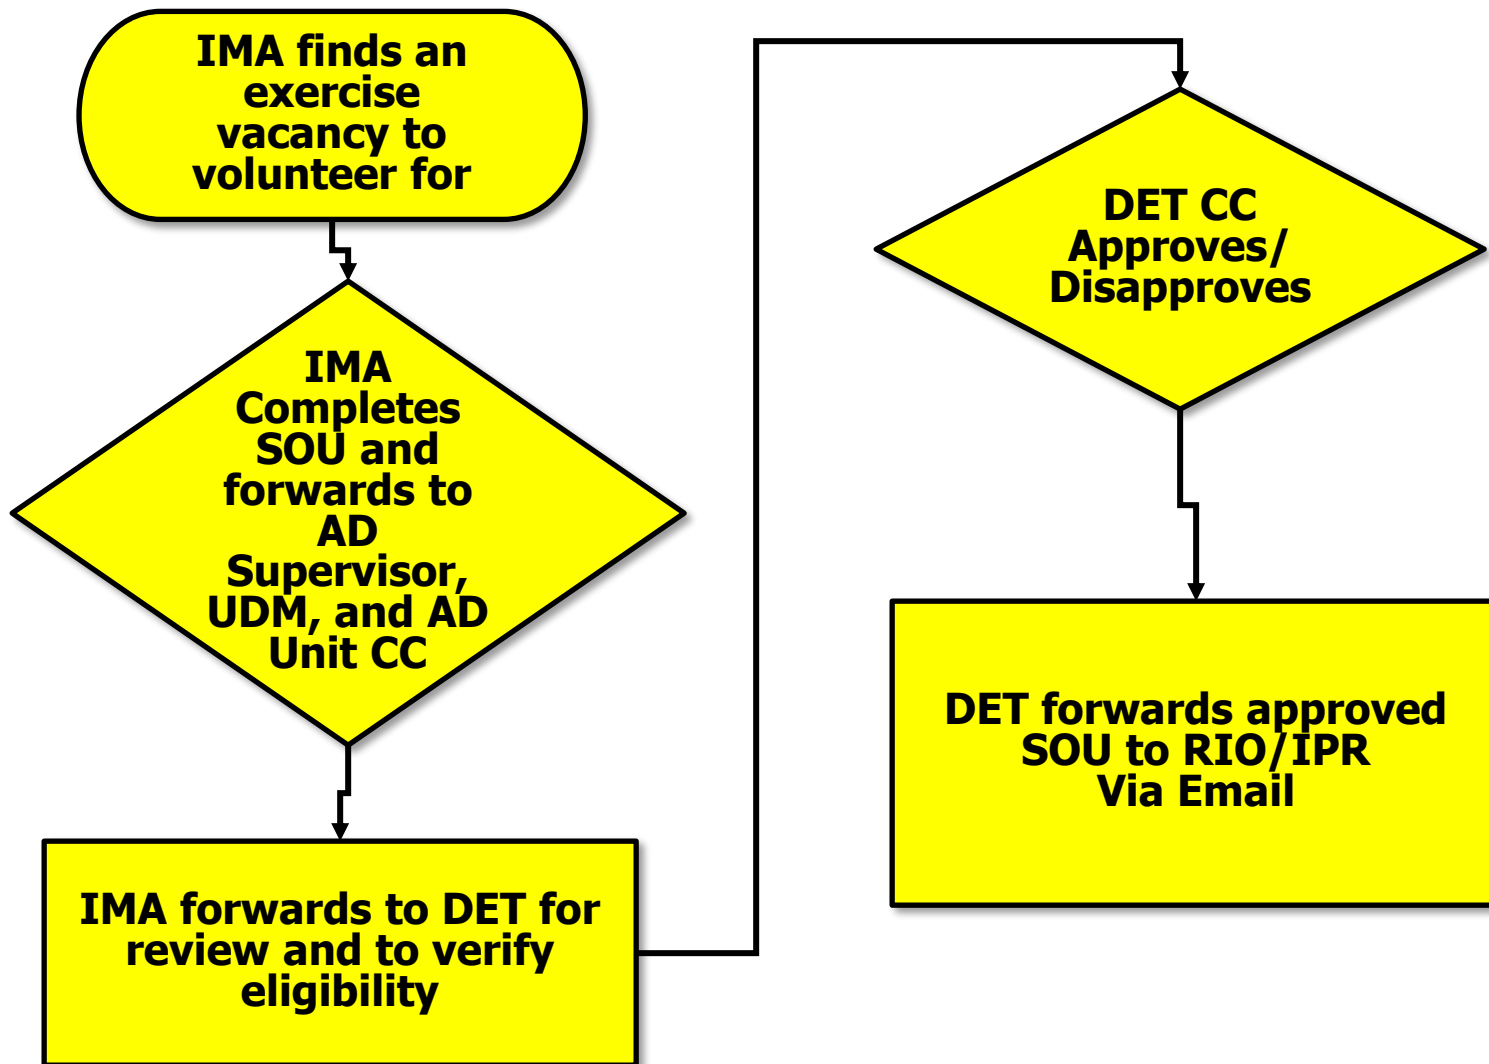 IMA finds an
exercise
vacancy to
volunteer for
IMA
Completes
SOU and
forwards to
AD
Supervisor,
UDM, and AD
Unit CC
IMA forwards to DET for
review and to verify
eligibility
DET CC
Approves/
Disapproves
DET forwards approved
SOU to RIO/IPR
Via Email